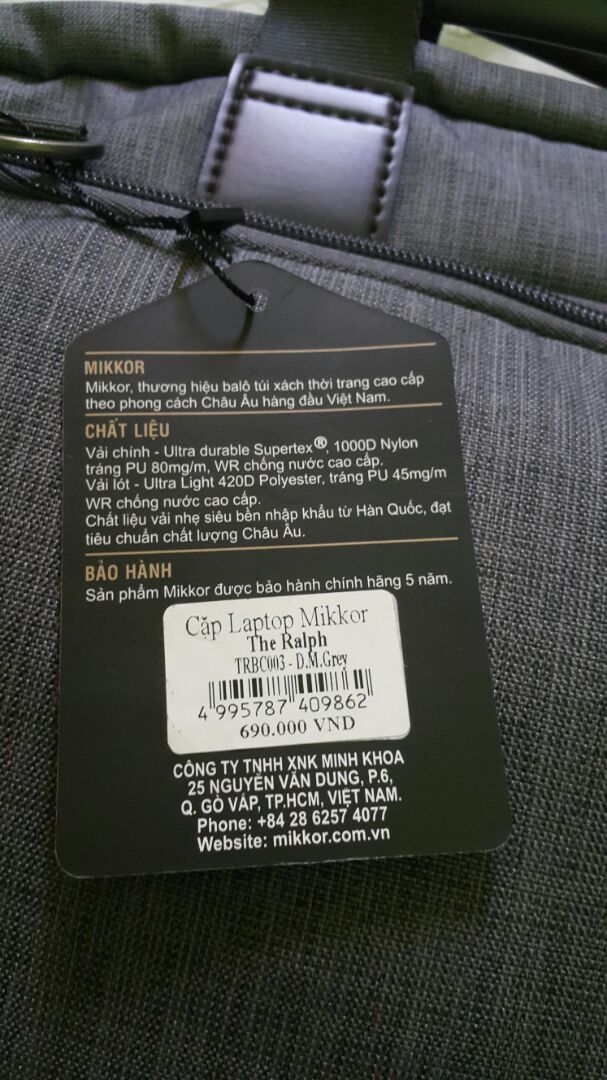 MIKKOR
Mikkor, thương hiệu balô túi xách thời trang cao cấp
theo phong cách Châu Âu hàng đầu Việt Nam.
CHẤT LIỆU
Vải chính - Ultra durable Supertex®, 1000D Nylon
tráng PU 80mg/m, WR chống nước cao cấp.
Vải lót - Ultra Light 420D Polyester, tráng PU 45mg/m
WR chống nước cao cấp.
Chất liệu vải nhẹ siêu bền nhập khẩu từ Hàn Quốc, đạt
tiêu chuẩn chất lượng Châu Âu.
BẢO HÀNH
Sản phẩm Mikkor được bảo hành chính hãng 5 năm.
Cặp Laptop Mikkor
The Ralph
TRBC003 - D.M.Grey
4 995787 409862
690.000 VND
CÔNG TY TNHH XNK MINH KHOA
25 NGUYỄN VĂN DUNG, P.6,
Q. GÒ VẤP, TP.HCM, VIỆT NAM.
Phone: +84 28 6257 4077
Website: mikkor.com.vn